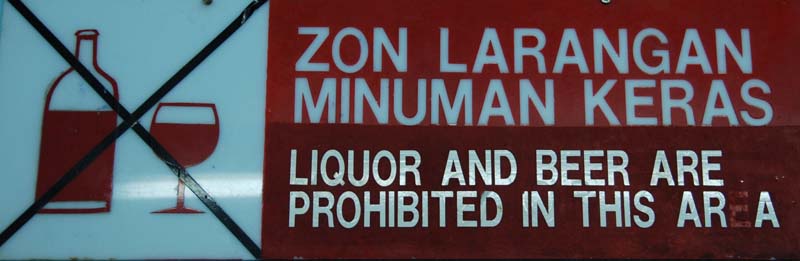 ZON LARANGAN
MINUMAN KERAS
LIQUOR AND BEER ARE
PROHIBITED IN THIS AREA